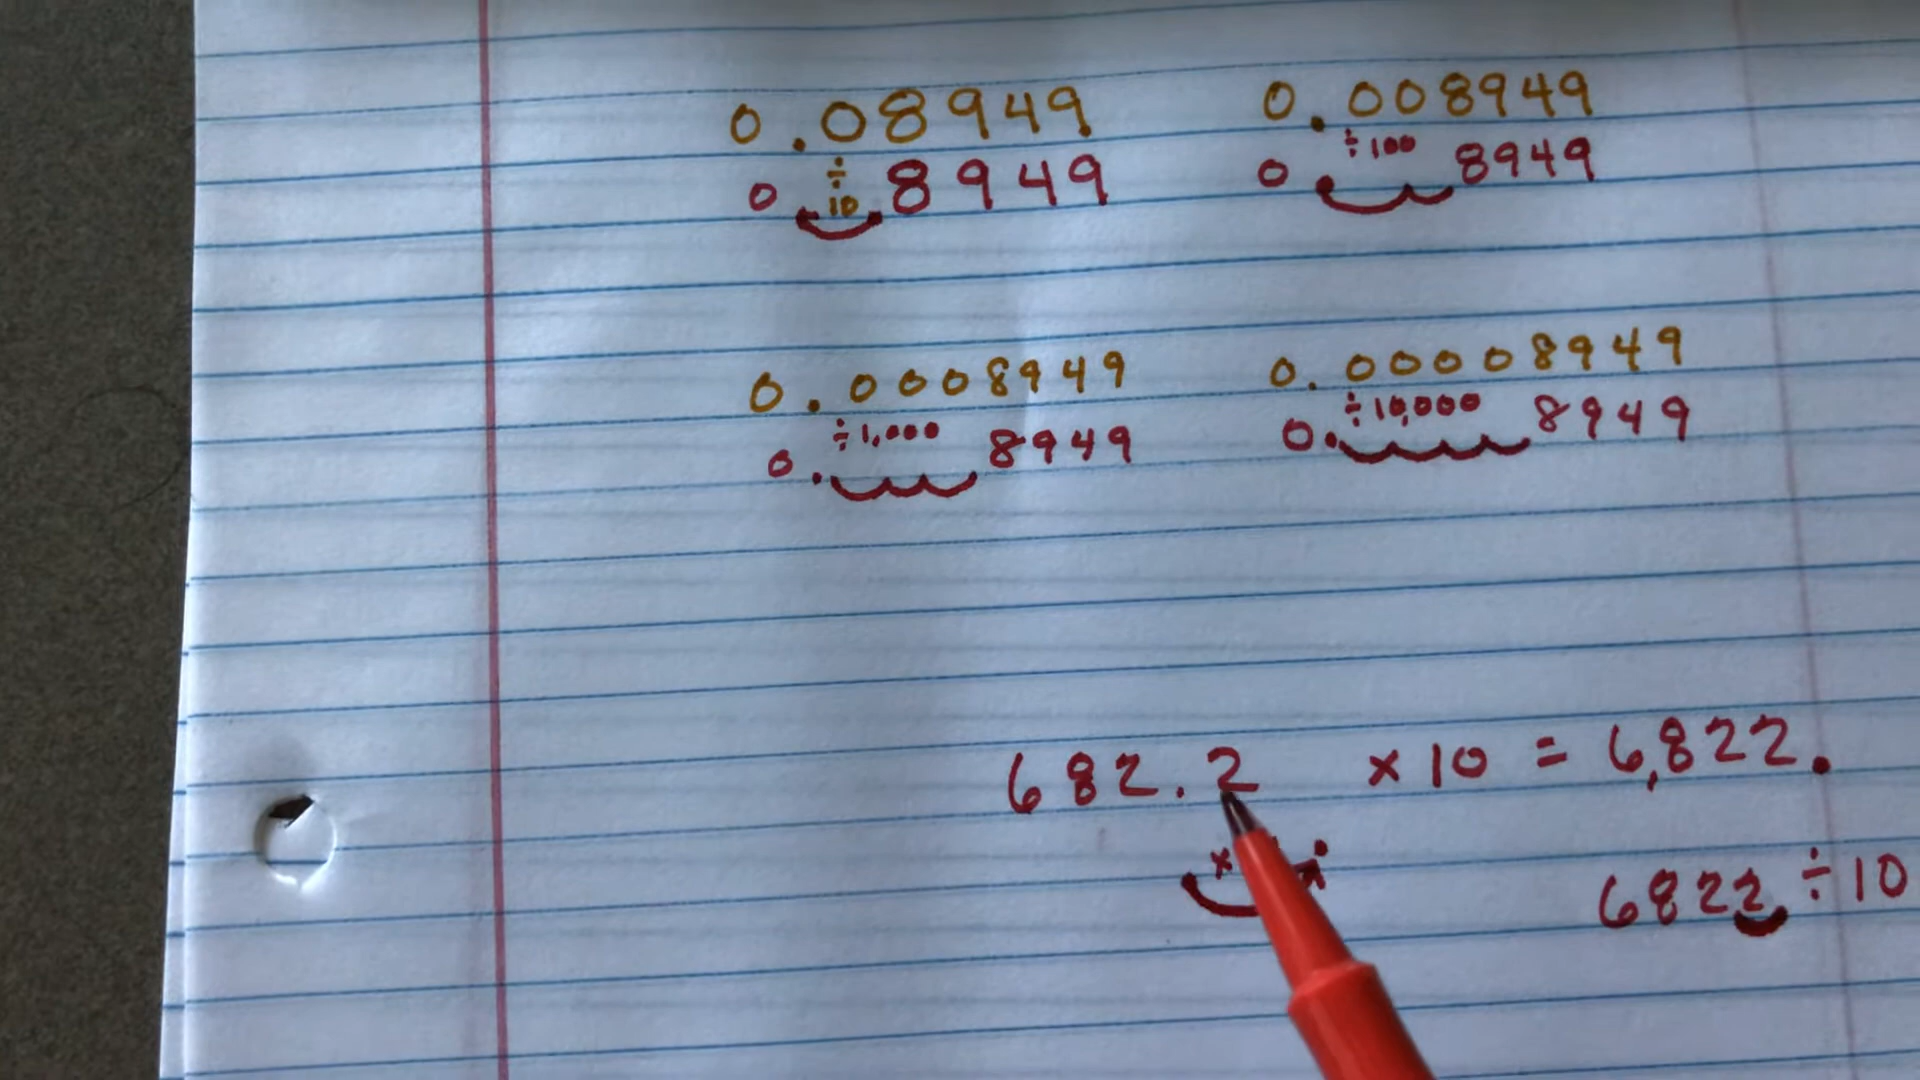 0.08949 0.008949
÷ ÷100
0 10 8949 0. 8949
0.0008949 0.00008949
÷1,000 ÷10,000
0. 8949 0. 8949
682.2 ×10 = 6,822.
×
6822 ÷10